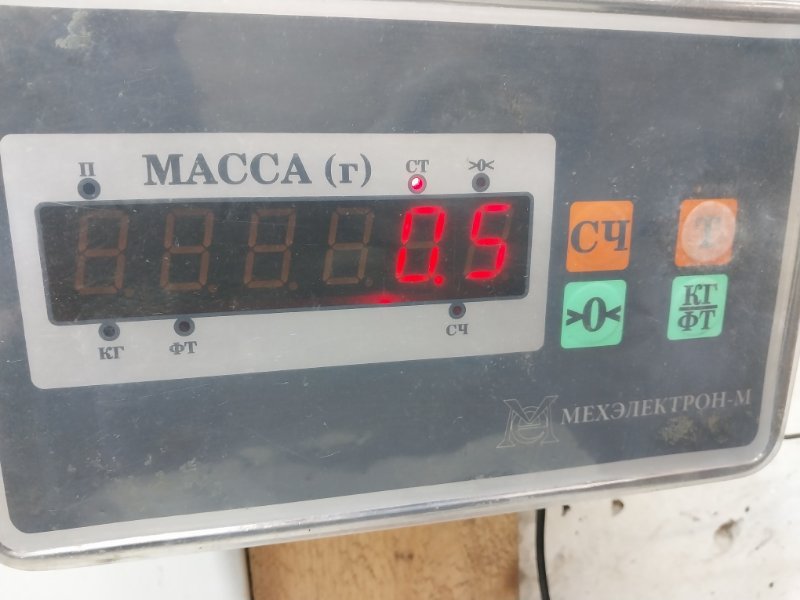 П
МАССА (г)
СТ
>0<
0.5
КГ
ФТ
СЧ
СЧ
Т
>0<
КГ
ФТ
МЕХЭЛЕКТРОН-М